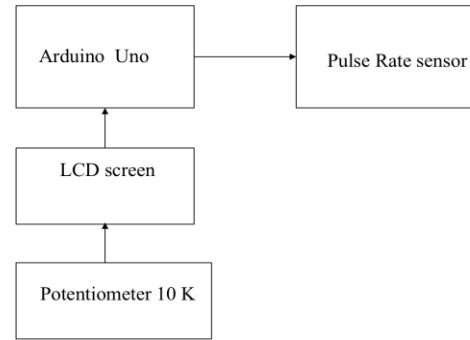 Arduino Uno
Pulse Rate sensor
LCD screen
Potentiometer 10 K